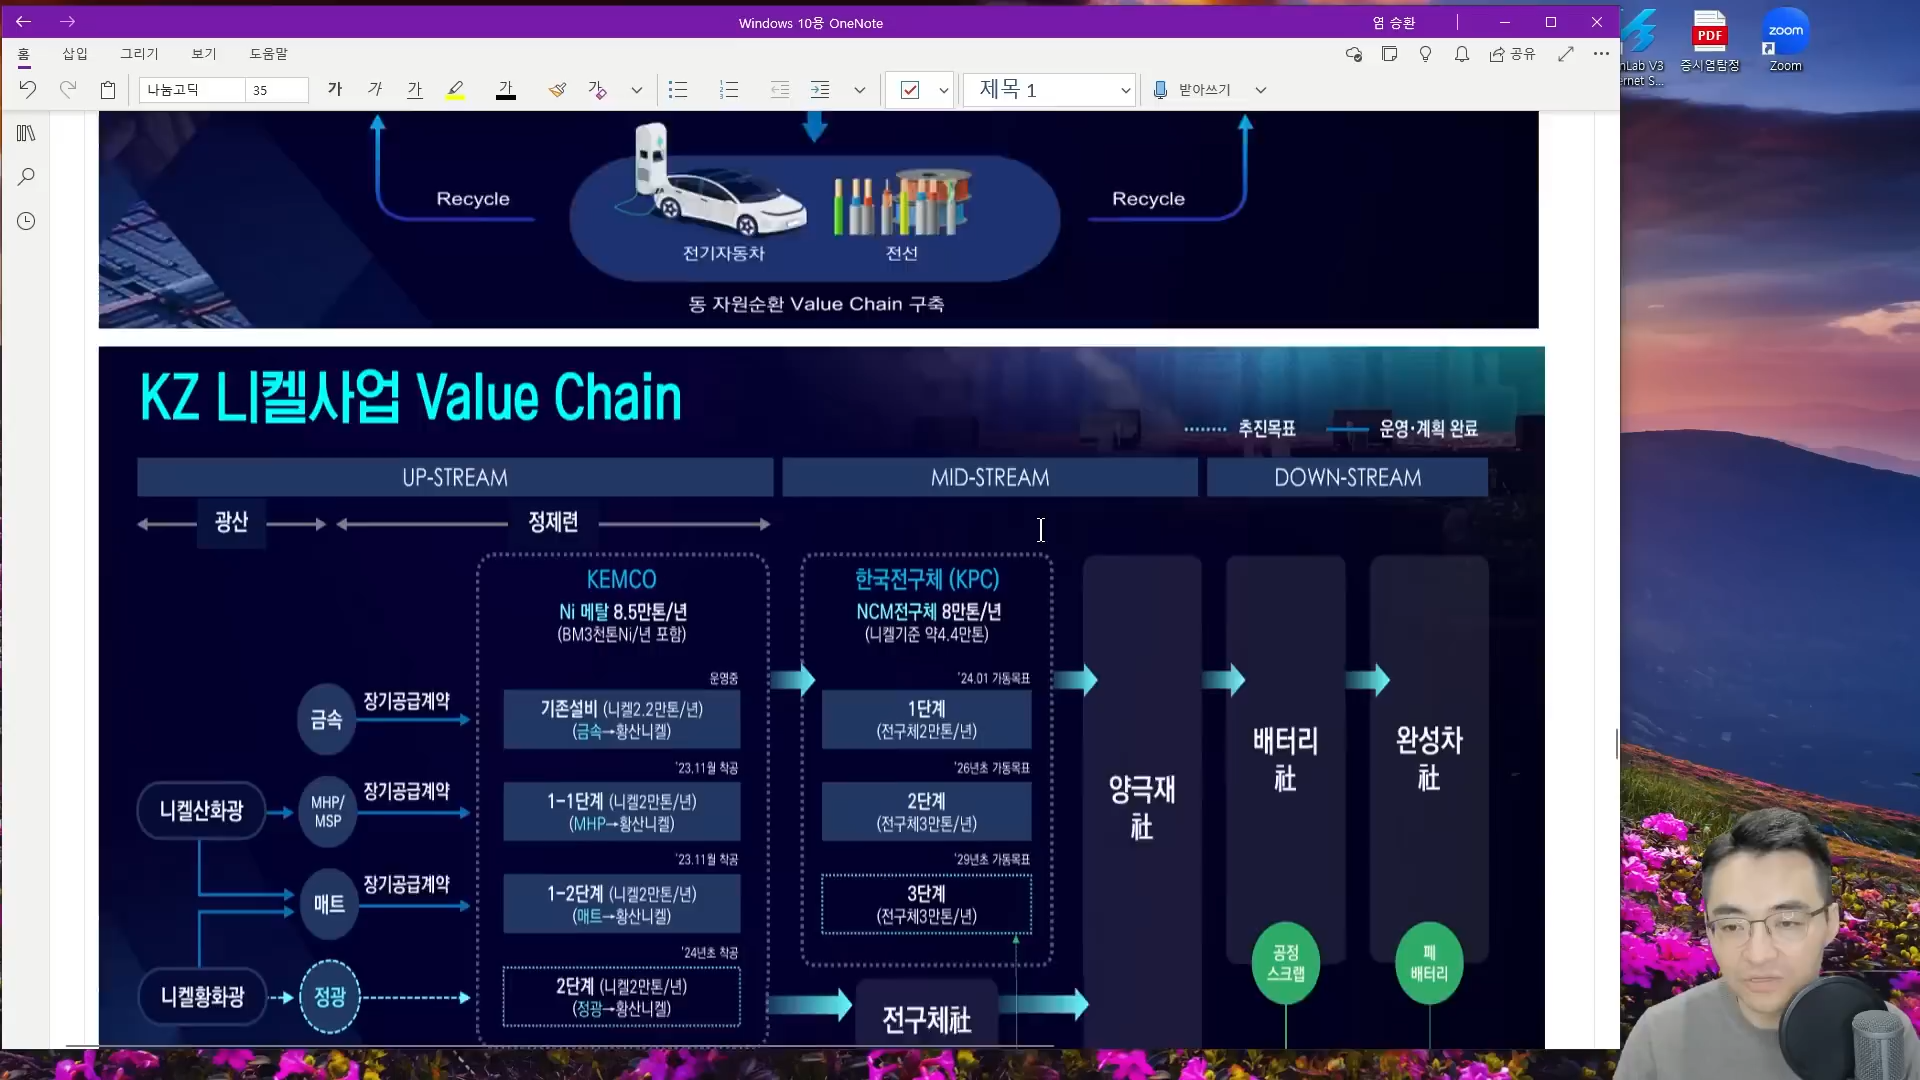 Windows 10용 OneNote
염 승환
홈
삽입
그리기
보기
도움말
공유
나눔고딕
35
가
가
가
가
제목 1
받아쓰기
PDF
증시염탐정
zoom
Zoom
Recycle
Recycle
전기자동차
전선
동 자원순환 Value Chain 구축
KZ 니켈사업 Value Chain
추진목표
운영·계획 완료
UP-STREAM
MID-STREAM
DOWN-STREAM
광산
정제련
KEMCO
Ni 메탈 8.5만톤/년
(BM3천톤Ni/년 포함)
한국전구체 (KPC)
NCM전구체 8만톤/년
(니켈기준 약4.4만톤)
금속
장기공급계약
운영중
기존설비 (니켈2.2만톤/년)
(금속→황산니켈)
'24.01 가동목표
1단계
(전구체2만톤/년)
니켈산화광
MHP/
MSP
장기공급계약
'23.11월 착공
1-1단계 (니켈2만톤/년)
(MHP→황산니켈)
'26년초 가동목표
2단계
(전구체3만톤/년)
매트
장기공급계약
'23.11월 착공
1-2단계 (니켈2만톤/년)
(매트→황산니켈)
'29년초 가동목표
3단계
(전구체3만톤/년)
니켈황화광
정광
'24년초 착공
2단계 (니켈2만톤/년)
(정광→황산니켈)
전구체社
양극재
社
배터리
社
완성차
社
공정
스크랩
폐
배터리